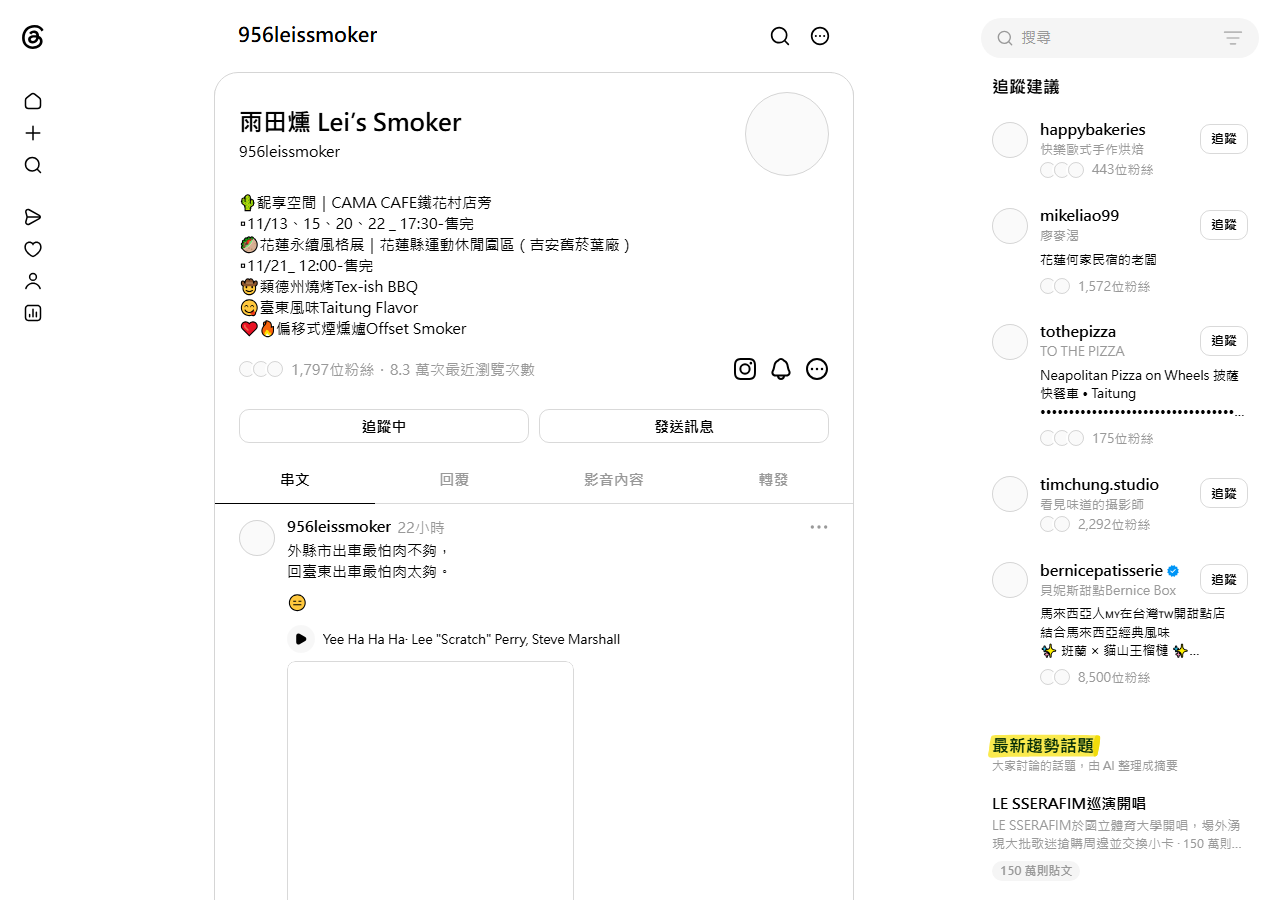 956leissmoker
雨田燻 Lei’s Smoker
956leissmoker
🌵貎享空間｜CAMA CAFE鐵花村店旁
▫️11/13、15、20、22 _ 17:30-售完
🥙花蓮永續風格展｜花蓮縣運動休閒園區（吉安舊菸葉廠）
▫️11/21_ 12:00-售完
🤠類德州燒烤Tex-ish BBQ
😋臺東風味Taitung Flavor
❤️🔥偏移式煙燻爐Offset Smoker
1,797位粉絲 · 8.3 萬次最近瀏覽次數
追蹤中
發送訊息
串文
回覆
影音內容
轉發
956leissmoker 22小時
外縣市出車最怕肉不夠，
回臺東出車最怕肉太夠。
😑
Yee Ha Ha Ha· Lee "Scratch" Perry, Steve Marshall
搜尋
追蹤建議
happybakeries
快樂歐式手作烘焙
443位粉絲
追蹤
mikeliao99
廖麥渴
花蓮何家民宿的老闆
1,572位粉絲
追蹤
tothepizza
TO THE PIZZA
Neapolitan Pizza on Wheels 披薩
快餐車 • Taitung
••••••••••••••••••••••••••••••••••...
175位粉絲
追蹤
timchung.studio
看見味道的攝影師
2,292位粉絲
追蹤
bernicepatisserie
貝妮斯甜點Bernice Box
馬來西亞人🇲🇾在台灣🇹🇼開甜點店
結合馬來西亞經典風味
✨ 班蘭 × 貓山王榴槤 ✨...
8,500位粉絲
追蹤
最新趨勢話題
大家討論的話題，由 AI 整理成摘要
LE SSERAFIM巡演開唱
LE SSERAFIM於國立體育大學開唱，場外湧
現大批歌迷搶購周邊並交換小卡 · 150 萬則...
150 萬則貼文